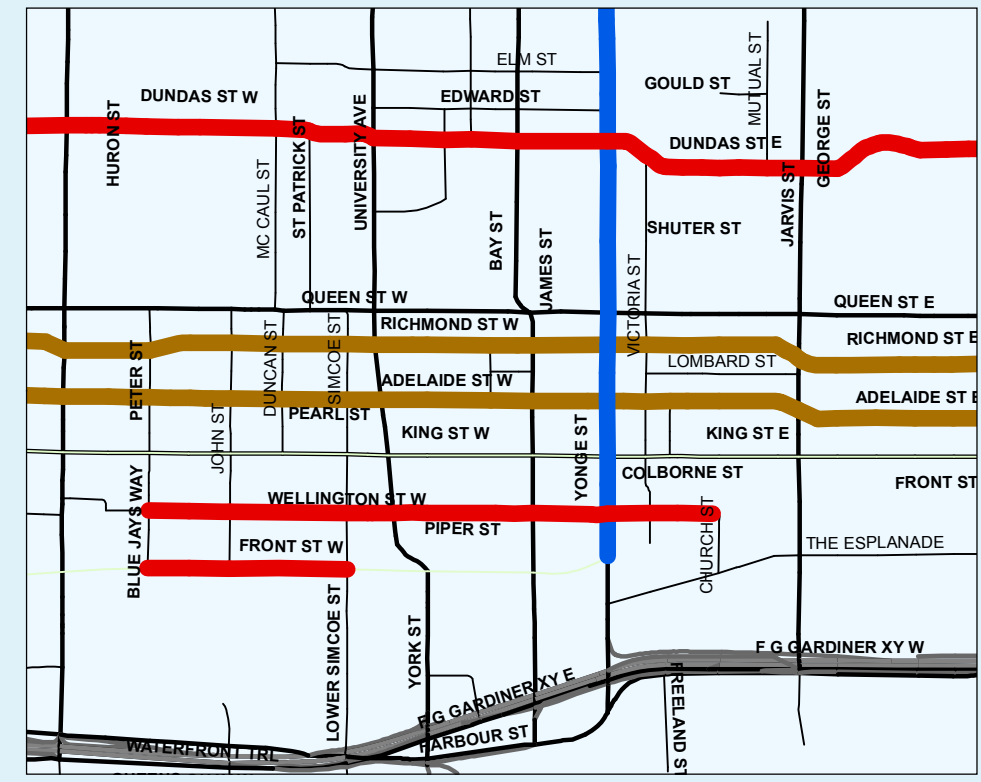 ELM ST
GOULD ST
MUTUAL ST
DUNDAS ST W
EDWARD ST
HURON ST
UNIVERSITY AVE
GEORGE ST
DUNDAS ST E
ST PATRICK ST
MC CAUL ST
JARVIS ST
BAY ST
SHUTER ST
JAMES ST
VICTORIA ST
QUEEN ST W
QUEEN ST E
RICHMOND ST W
RICHMOND ST E
PETER ST
DUNCAN ST
SIMCOE ST
LOMBARD ST
ADELAIDE ST W
ADELAIDE ST E
PEARL ST
JOHN ST
KING ST W
KING ST E
YONGE ST
COLBORNE ST
FRONT ST
BLUE JAYS WAY
WELLINGTON ST W
PIPER ST
CHURCH ST
FRONT ST W
THE ESPLANADE
LOWER SIMCOE ST
YORK ST
F G GARDINER XY W
F G GARDINER XY E
FREELAND ST
HARBOUR ST
WATERFRONT TRL